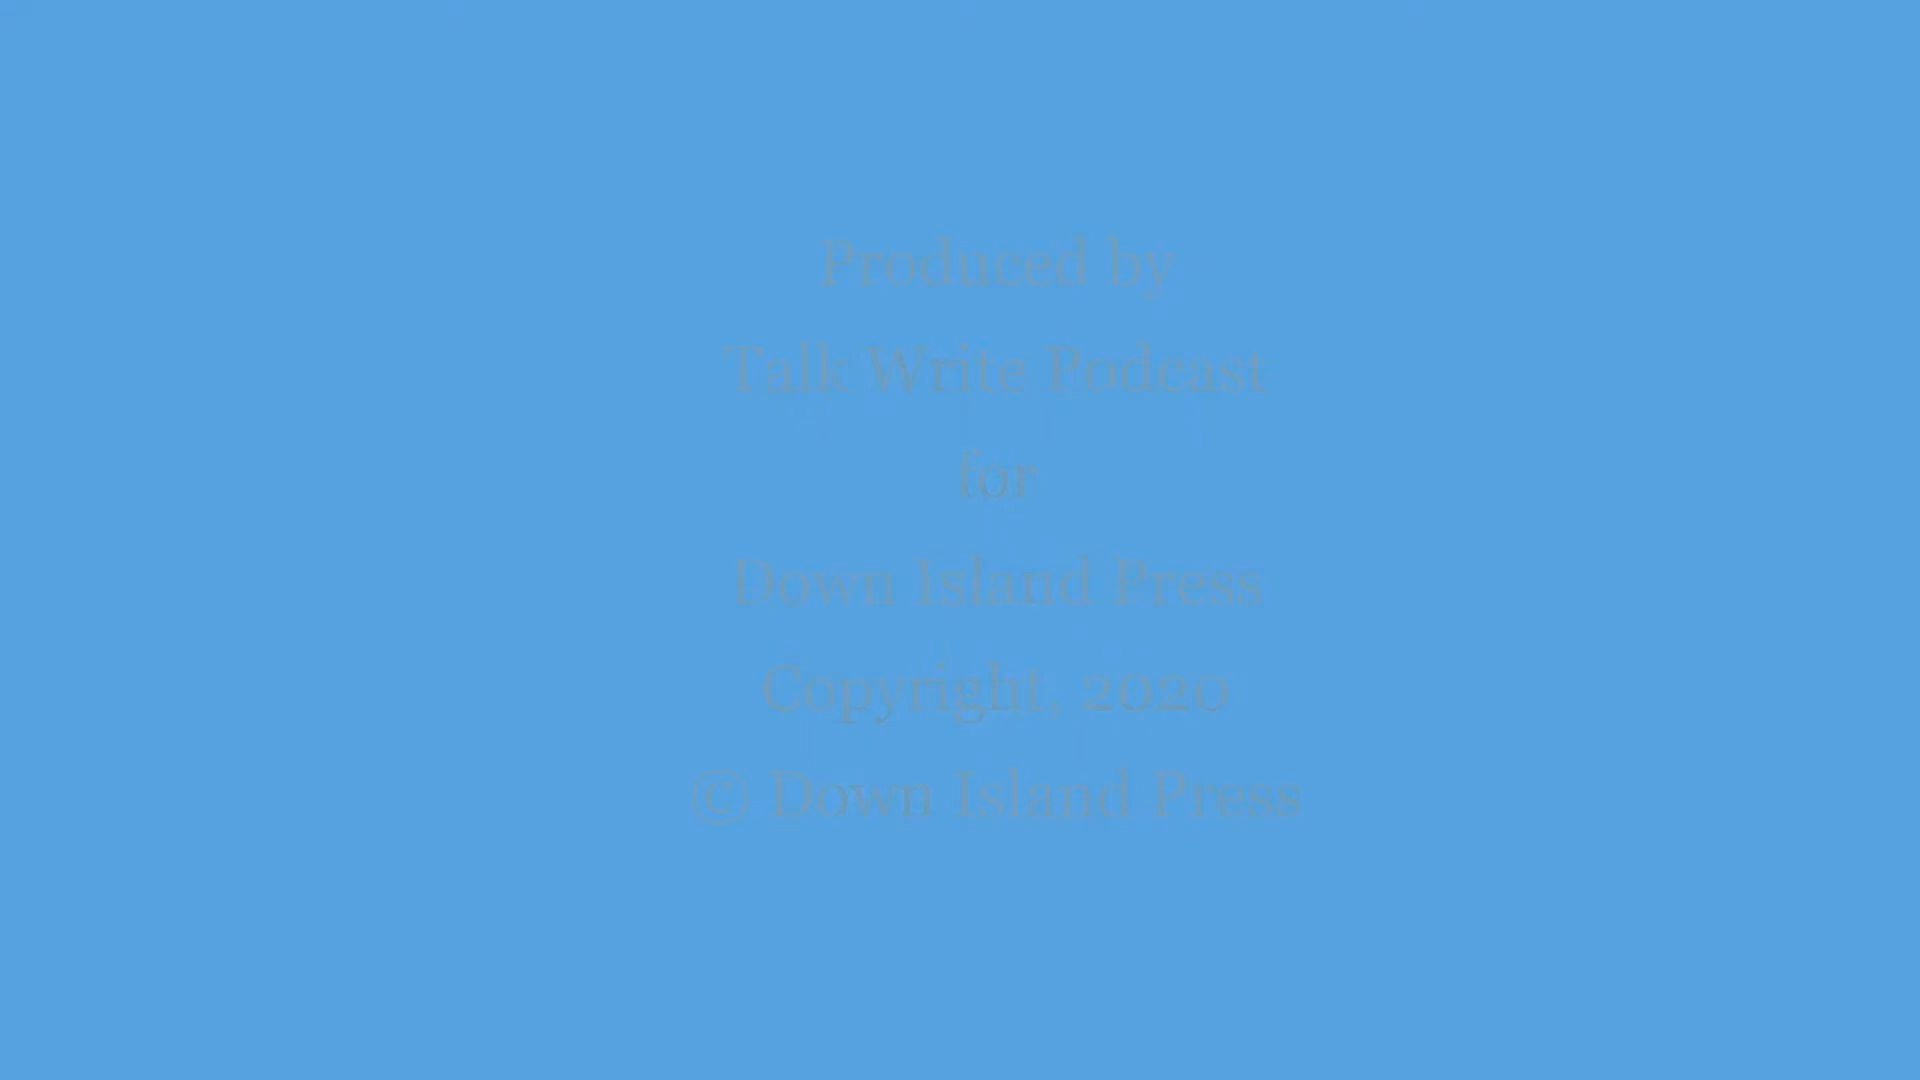 Produced by
Talk Write Podcast
for
Down Island Press
Copyright, 2020
© Down Island Press